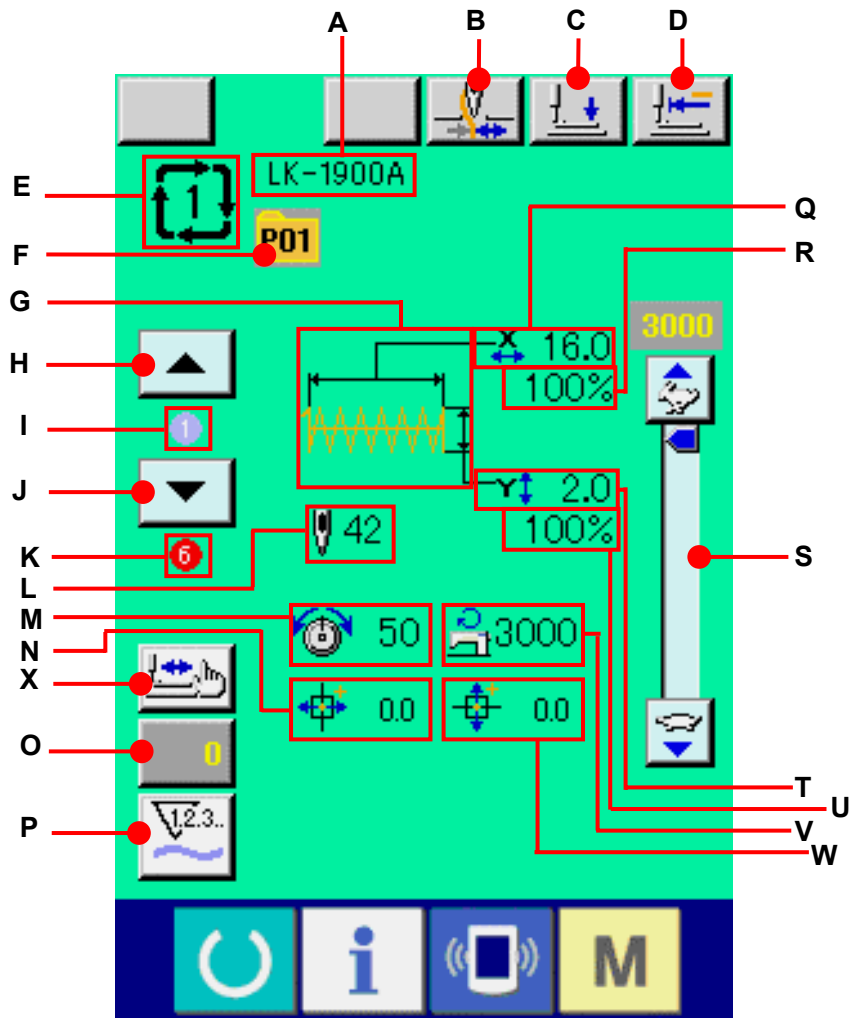 A
B
C
D
E
1
LK-1900A
F
P01
Q
R
G
3000
X 16.0
H
100%
I
1
J
Y 2.0
100%
K
6
L
42
S
M
50
3000
N
X
0.0
0.0
O
0
T
U
P
1.2.3..
V
W
i
M